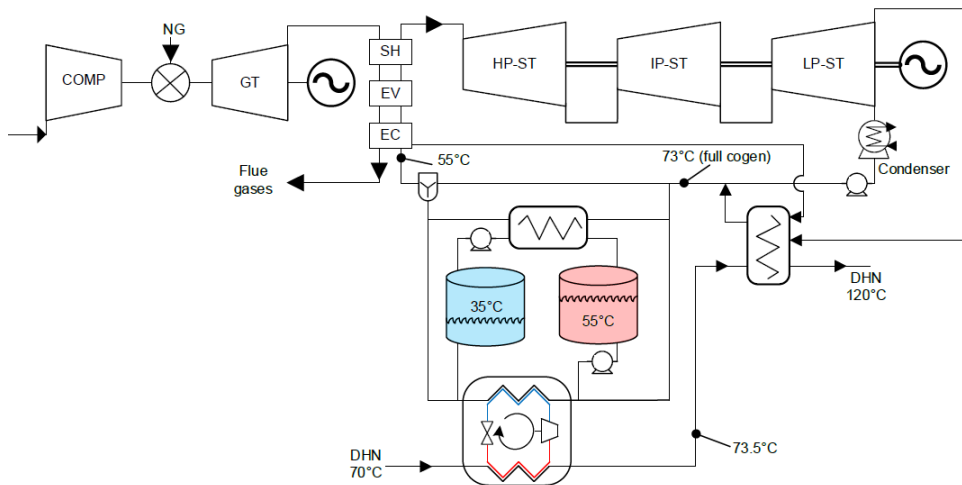 NG
COMP
GT
SH
EV
EC
HP-ST
IP-ST
LP-ST
55°C
73°C (full cogen)
Condenser
Flue
gases
35°C
55°C
DHN
120°C
DHN
70°C
73.5°C